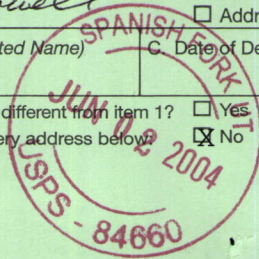 Addr
ted Name)
C. Date of De
SPANISH FORK UT
JUN 02 2004
USPS - 84660
different from item 1?
Yes
ery address below:
X No